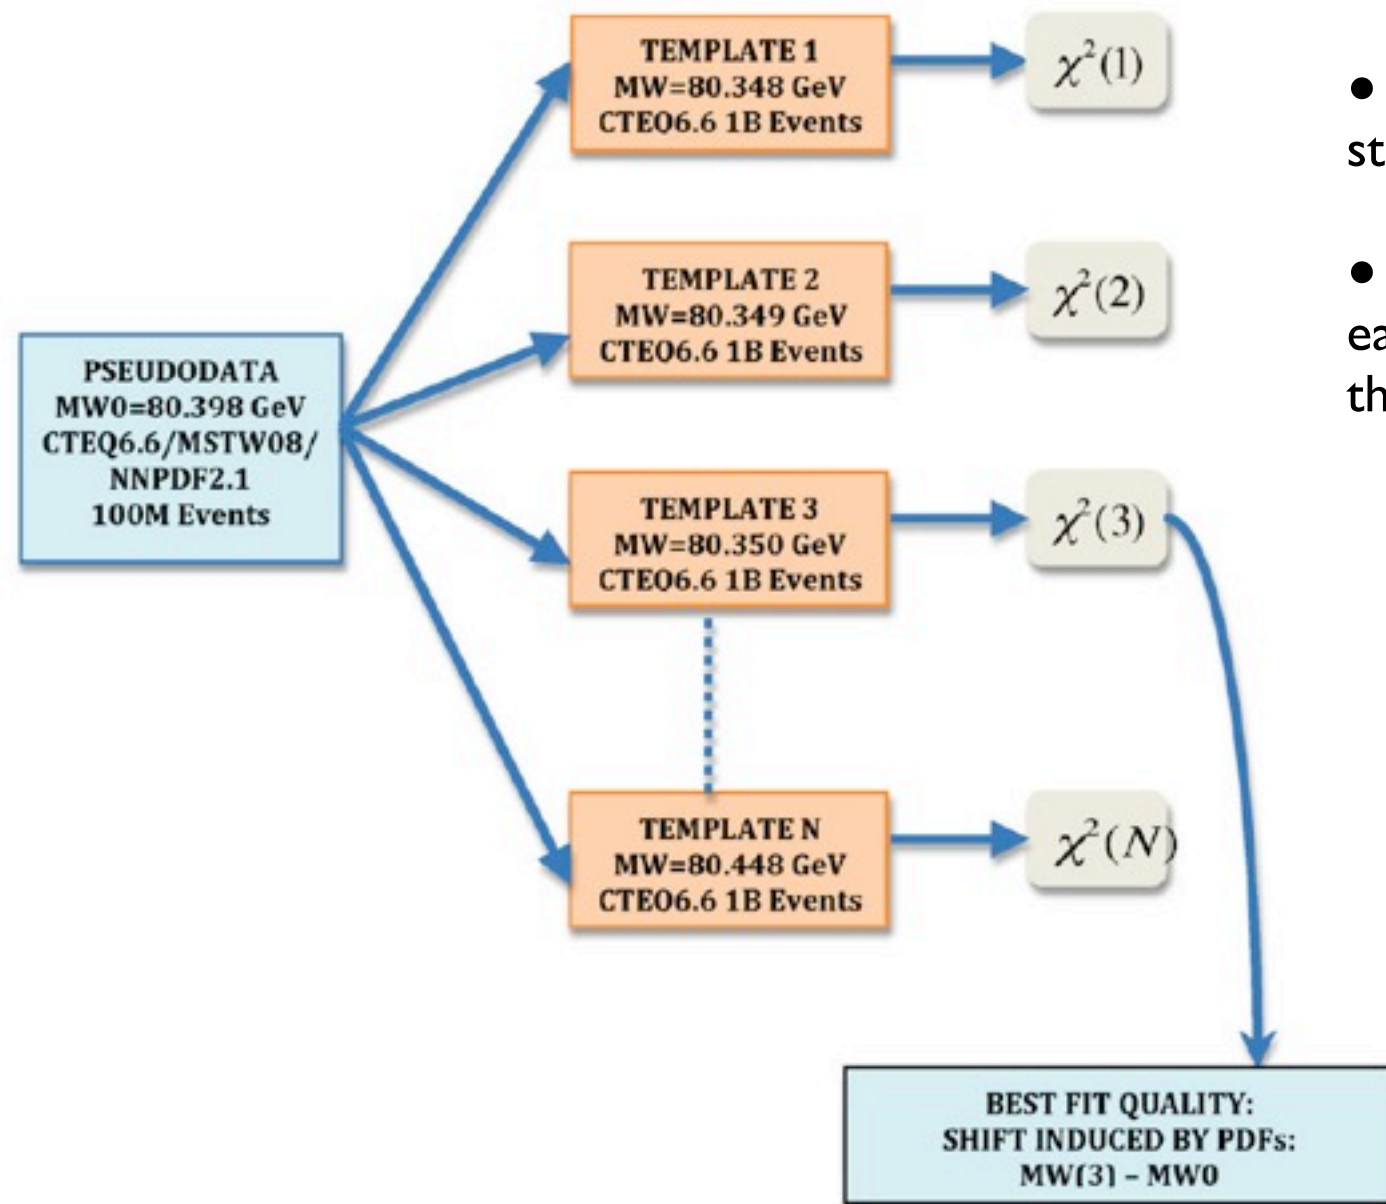 PSEUDODATA
MW0=80.398 GeV
CTEQ6.6/MSTW08/
NNPDF2.1
100M Events
TEMPLATE 1
MW=80.348 GeV
CTEQ6.6 1B Events
χ²(1)
TEMPLATE 2
MW=80.349 GeV
CTEQ6.6 1B Events
χ²(2)
TEMPLATE 3
MW=80.350 GeV
CTEQ6.6 1B Events
χ²(3)
TEMPLATE N
MW=80.448 GeV
CTEQ6.6 1B Events
χ²(N)
BEST FIT QUALITY:
SHIFT INDUCED BY PDFs:
MW(3) – MW0
•
st
•
ea
th